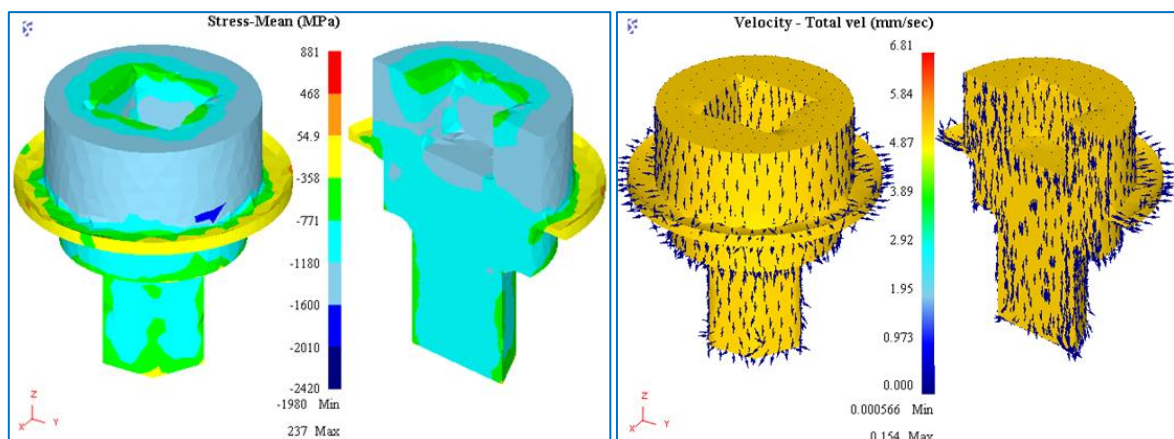 Stress-Mean (MPa)
881
468
54.9
-358
-771
-1180
-1600
-2010
-2420
-1980 Min
237 Max
Z
X Y
Velocity - Total vel (mm/sec)
6.81
5.84
4.87
3.89
2.92
1.95
0.973
0.000
0.000566 Min
0.154 Max
Z
X Y